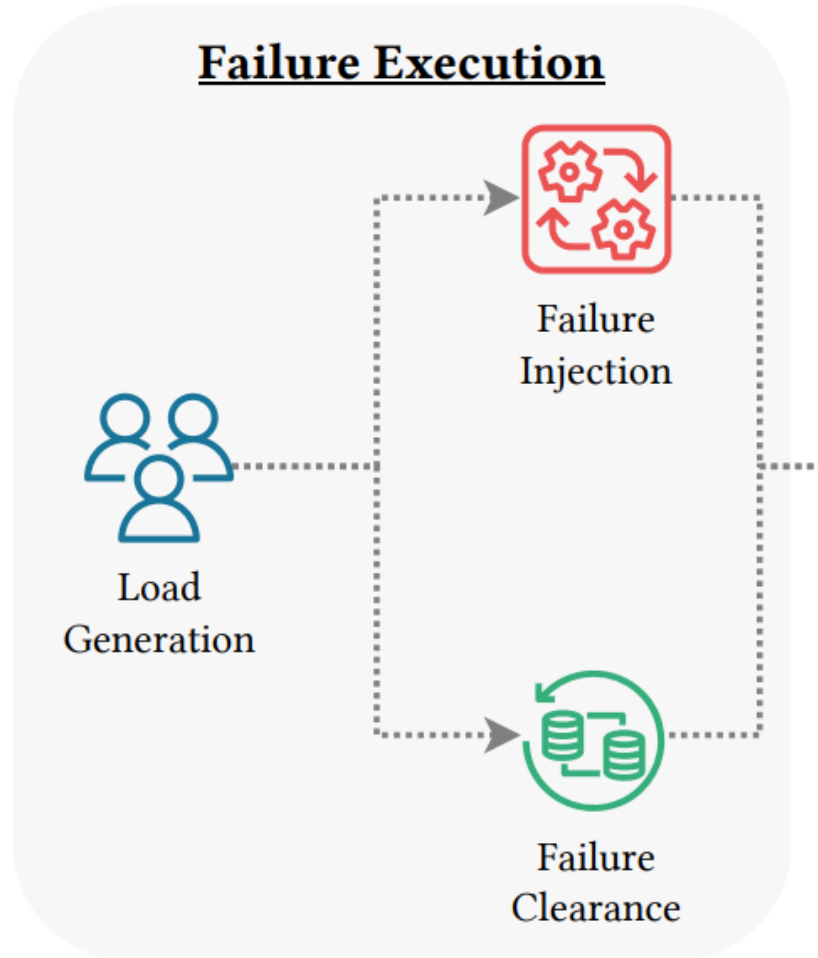 Failure Execution
Failure
Injection
Load
Generation
Failure
Clearance